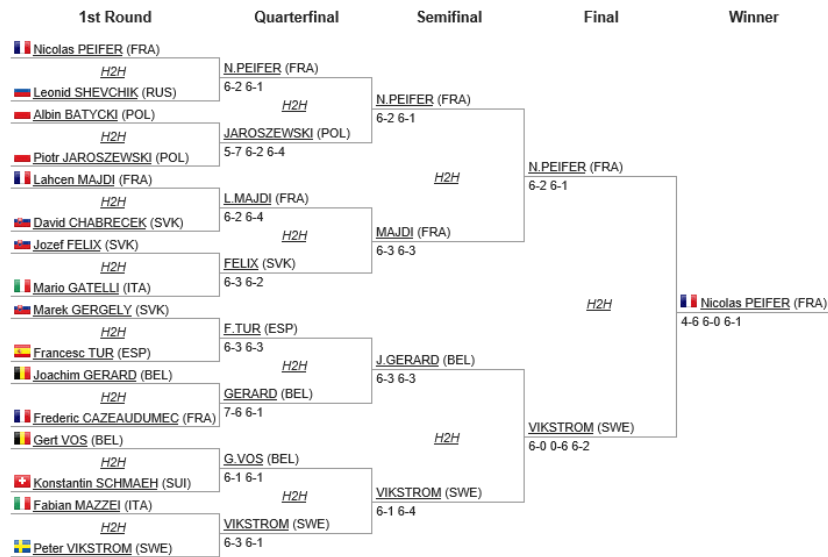 1st Round
Quarterfinal
Semifinal
Final
Winner
Nicolas PEIFER (FRA)
H2H
Leonid SHEVCHIK (RUS)
Albin BATYCKI (POL)
H2H
Piotr JAROSZEWSKI (POL)
Lahcen MAJDI (FRA)
H2H
David CHABRECEK (SVK)
Jozef FELIX (SVK)
H2H
Mario GATELLI (ITA)
Marek GERGELY (SVK)
H2H
Francesc TUR (ESP)
Joachim GERARD (BEL)
H2H
Frederic CAZEAUDUMEC (FRA)
Gert VOS (BEL)
H2H
Konstantin SCHMAEH (SUI)
Fabian MAZZEI (ITA)
H2H
Peter VIKSTROM (SWE)
N.PEIFER (FRA)
6-2 6-1
H2H
JAROSZEWSKI (POL)
5-7 6-2 6-4
L.MAJDI (FRA)
6-2 6-4
H2H
FELIX (SVK)
6-3 6-2
F.TUR (ESP)
6-3 6-3
H2H
GERARD (BEL)
7-6 6-1
G.VOS (BEL)
6-1 6-1
H2H
VIKSTROM (SWE)
6-3 6-1
N.PEIFER (FRA)
6-2 6-1
H2H
MAJDI (FRA)
6-3 6-3
J.GERARD (BEL)
6-3 6-3
H2H
VIKSTROM (SWE)
6-1 6-4
N.PEIFER (FRA)
6-2 6-1
H2H
VIKSTROM (SWE)
6-0 0-6 6-2
Nicolas PEIFER (FRA)
4-6 6-0 6-1